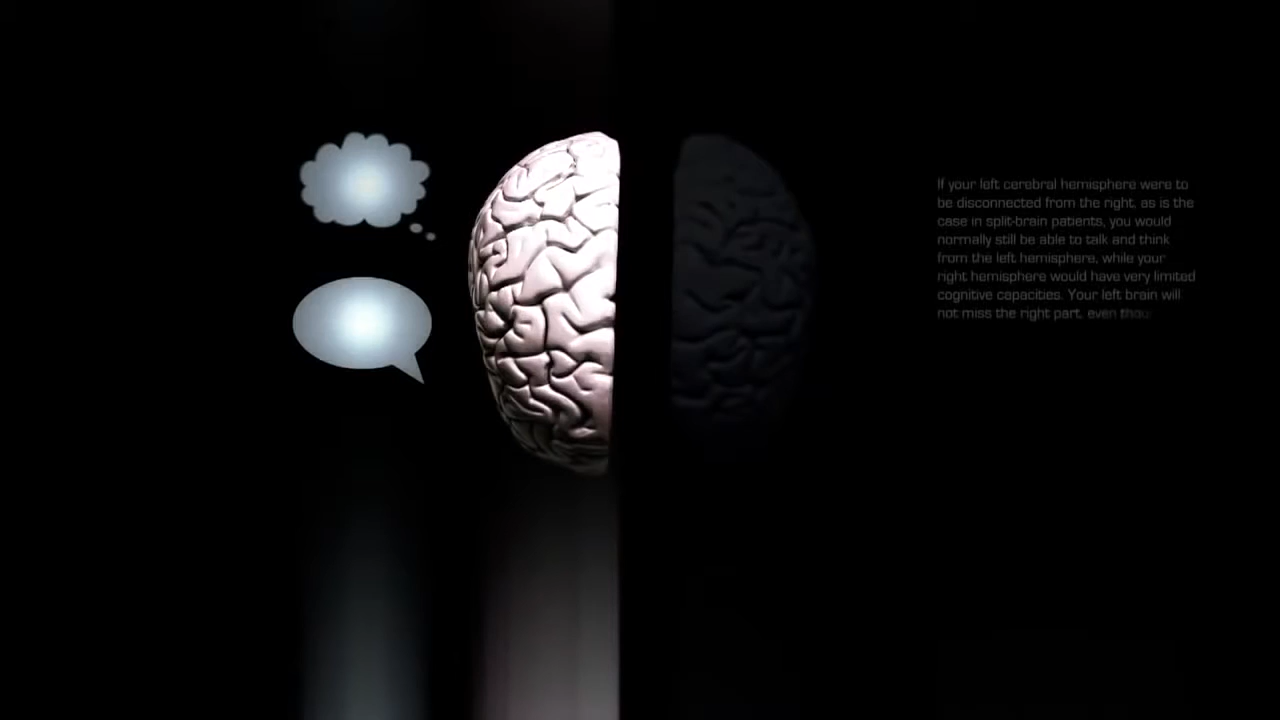 If your left cerebral hemisphere were to
be disconnected from the right, as is the
case in split-brain patients, you would
normally still be able to talk and think
from the left hemisphere, while your
right hemisphere would have very limited
cognitive capacities. Your left brain will
not miss the right part, even thou